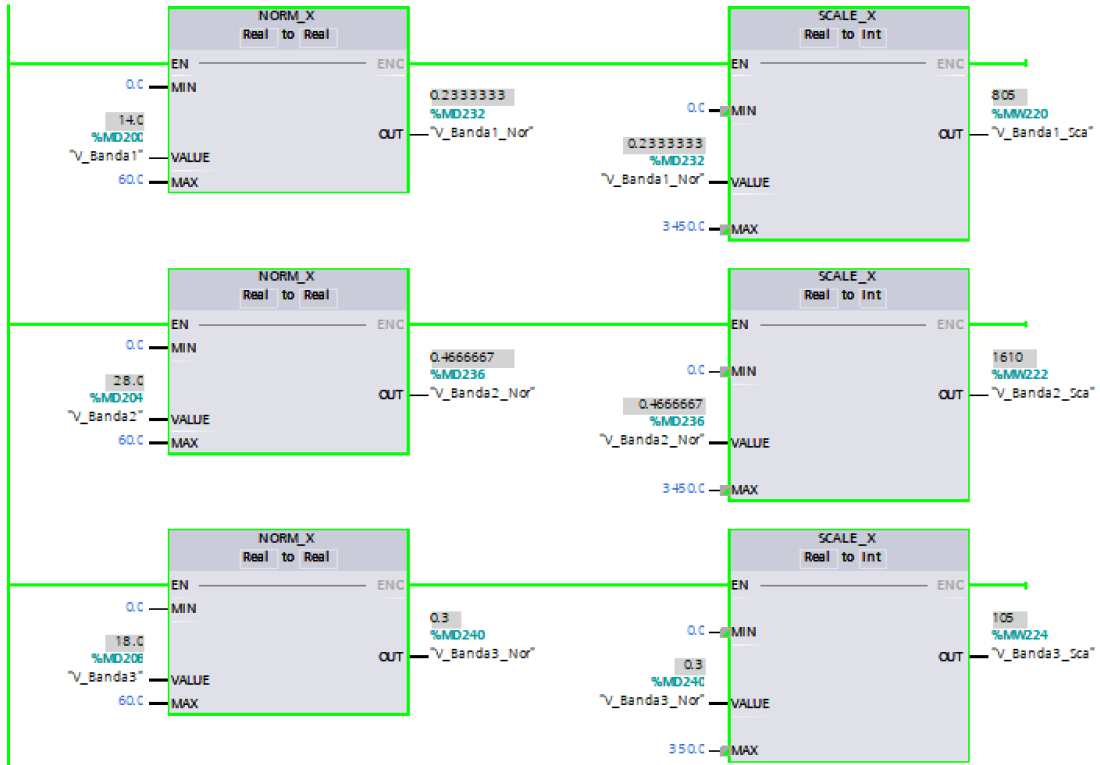 NORM_X
Real to Real
EN ENC
0.0 MIN
14.0
%MD200
"V_Banda1" VALUE
60.0 MAX
0.2333333
%MD232
OUT "V_Banda1_Nor"
SCALE_X
Real to Int
EN ENC
0.0 MIN
0.2333333
%MD232
"V_Banda1_Nor" VALUE
3450.0 MAX
805
%MW220
OUT "V_Banda1_Sca"
NORM_X
Real to Real
EN ENC
0.0 MIN
28.0
%MD204
"V_Banda2" VALUE
60.0 MAX
0.4666667
%MD236
OUT "V_Banda2_Nor"
SCALE_X
Real to Int
EN ENC
0.0 MIN
0.4666667
%MD236
"V_Banda2_Nor" VALUE
3450.0 MAX
1610
%MW222
OUT "V_Banda2_Sca"
NORM_X
Real to Real
EN ENC
0.0 MIN
18.0
%MD208
"V_Banda3" VALUE
60.0 MAX
0.3
%MD240
OUT "V_Banda3_Nor"
SCALE_X
Real to Int
EN ENC
0.0 MIN
0.3
%MD240
"V_Banda3_Nor" VALUE
350.0 MAX
105
%MW224
OUT "V_Banda3_Sca"